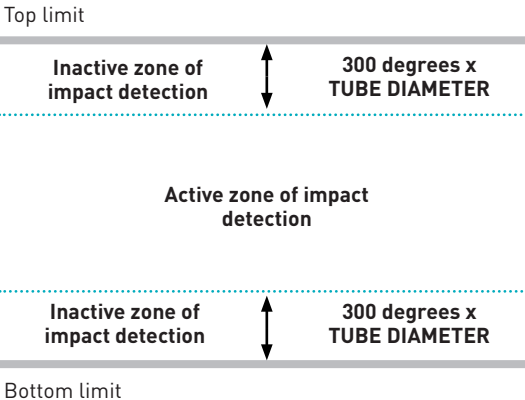 Top limit
Inactive zone of
impact detection
300 degrees x
TUBE DIAMETER
Active zone of impact
detection
Inactive zone of
impact detection
300 degrees x
TUBE DIAMETER
Bottom limit